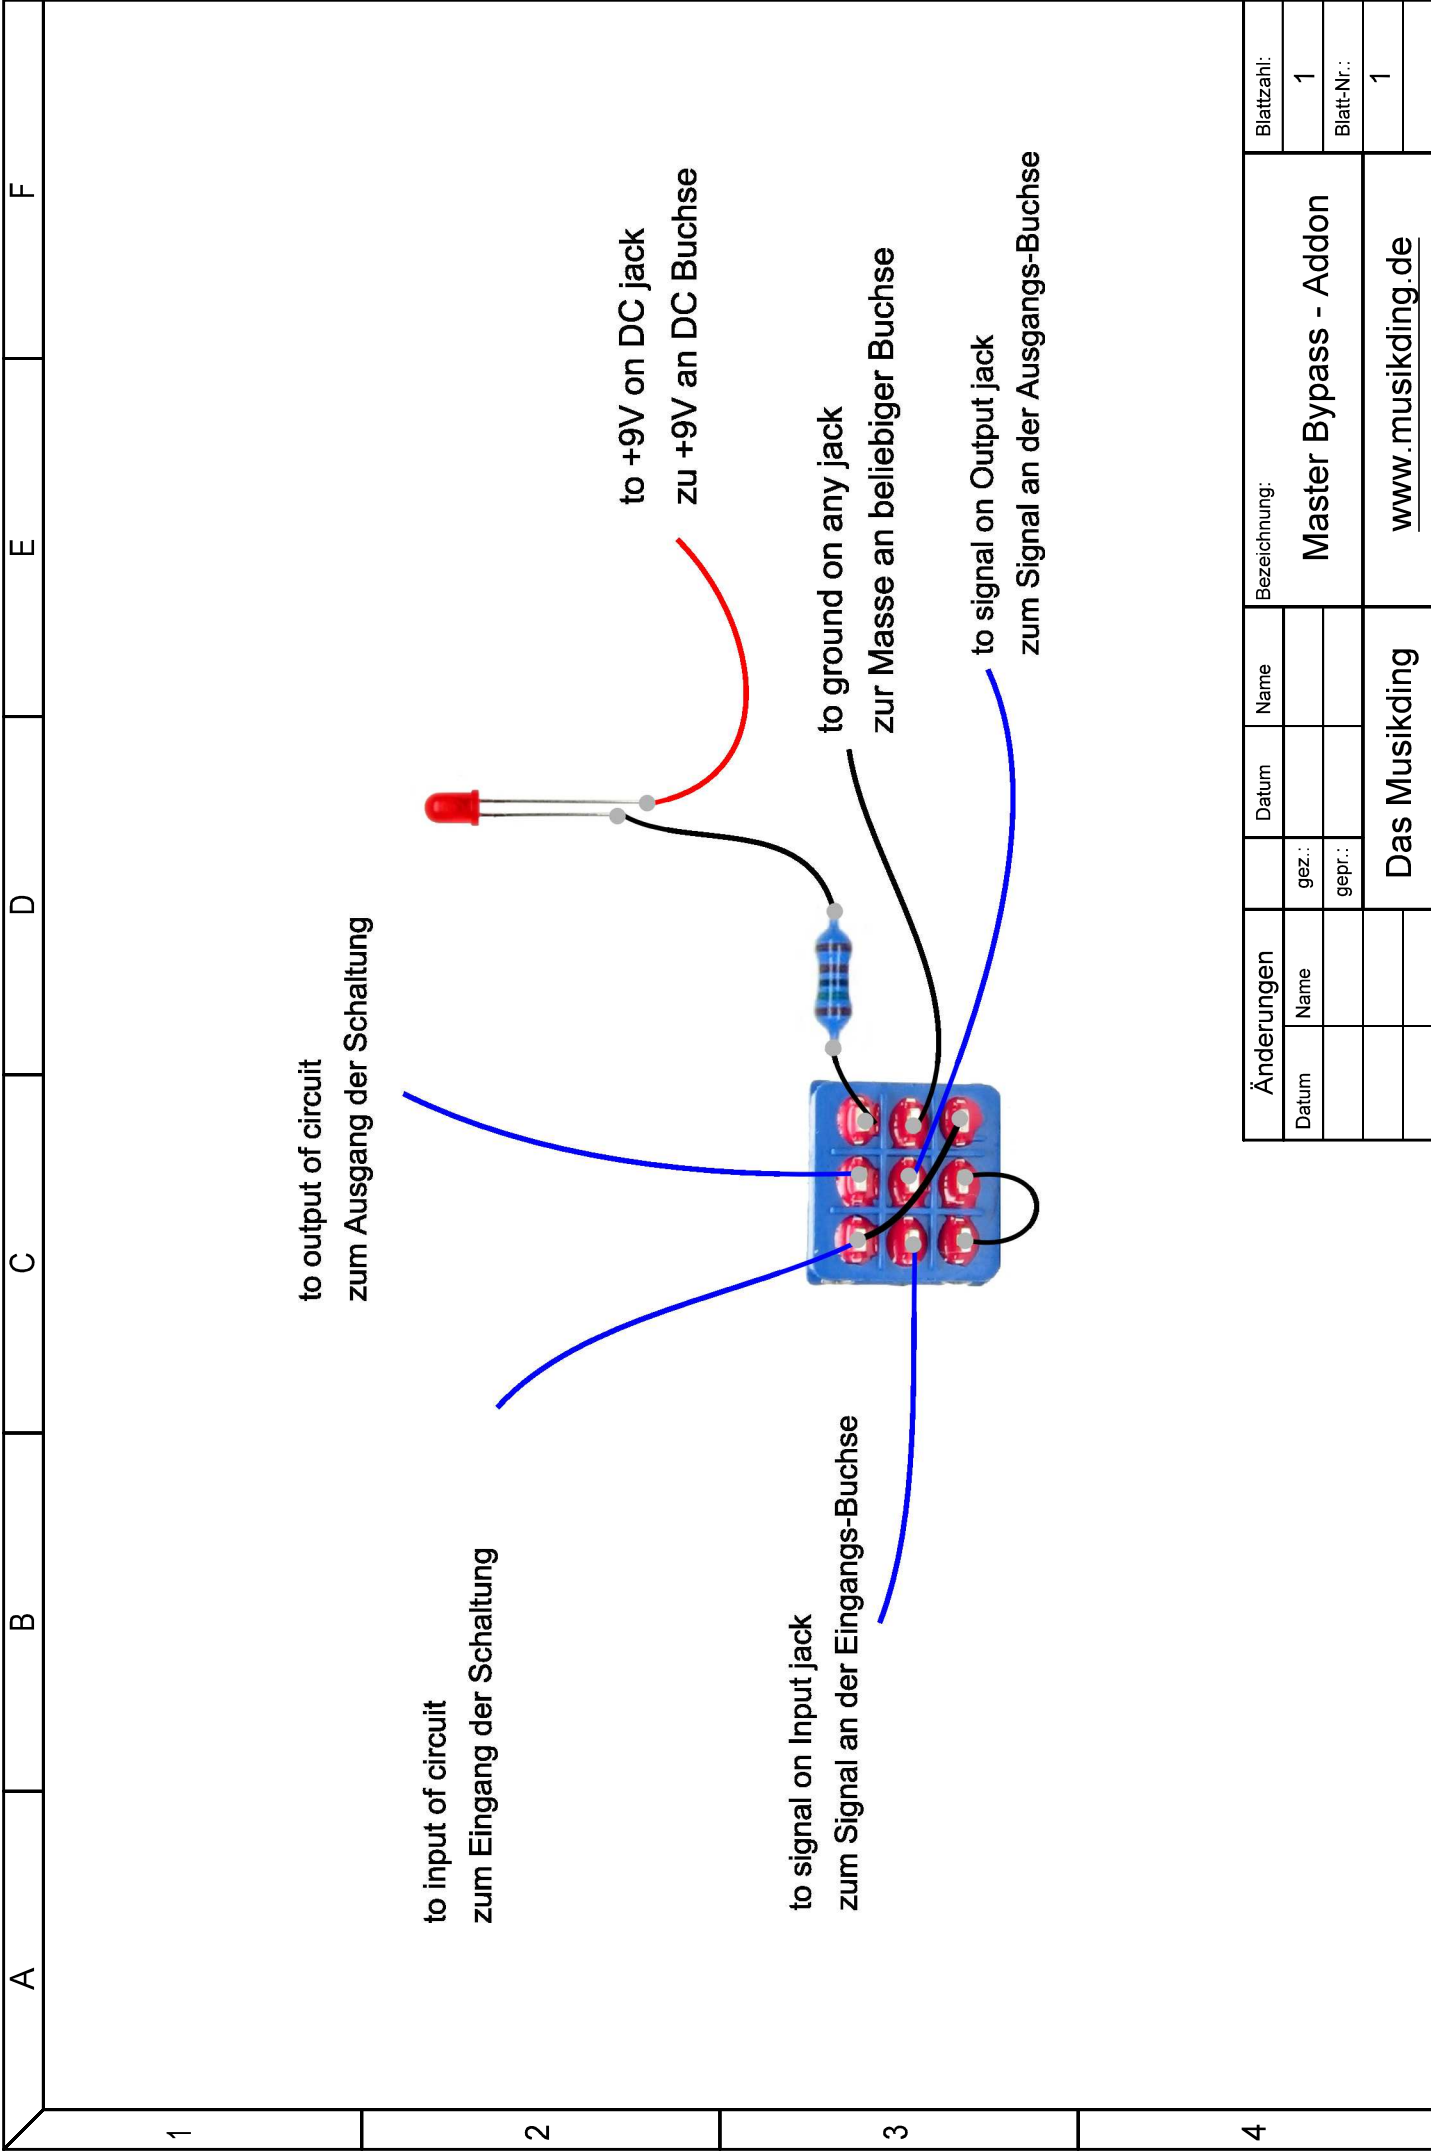 A
B
C
D
E
F
1
2
3
4
to output of circuit
zum Ausgang der Schaltung
to input of circuit
zum Eingang der Schaltung
to +9V on DC jack
zu +9V an DC Buchse
to signal on Input jack
zum Signal an der Eingangs-Buchse
to ground on any jack
zur Masse an beliebiger Buchse
to signal on Output jack
zum Signal an der Ausgangs-Buchse
Änderungen
Datum
Name
Datum
Name
gez.:
gepr.:
Das Musikding
Bezeichnung:
Master Bypass - Addon
www.musikding.de
Blattzahl:
1
Blatt-Nr.:
1